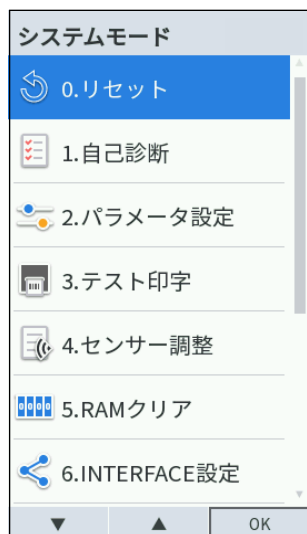 システムモード
0.リセット
1.自己診断
2.パラメータ設定
3.テスト印字
4.センサー調整
5.RAMクリア
6.INTERFACE設定
▼ ▲ OK